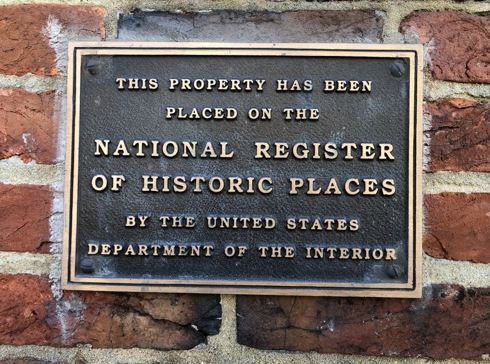 THIS PROPERTY HAS BEEN
PLACED ON THE
NATIONAL REGISTER
OF HISTORIC PLACES
BY THE UNITED STATES
DEPARTMENT OF THE INTERIOR